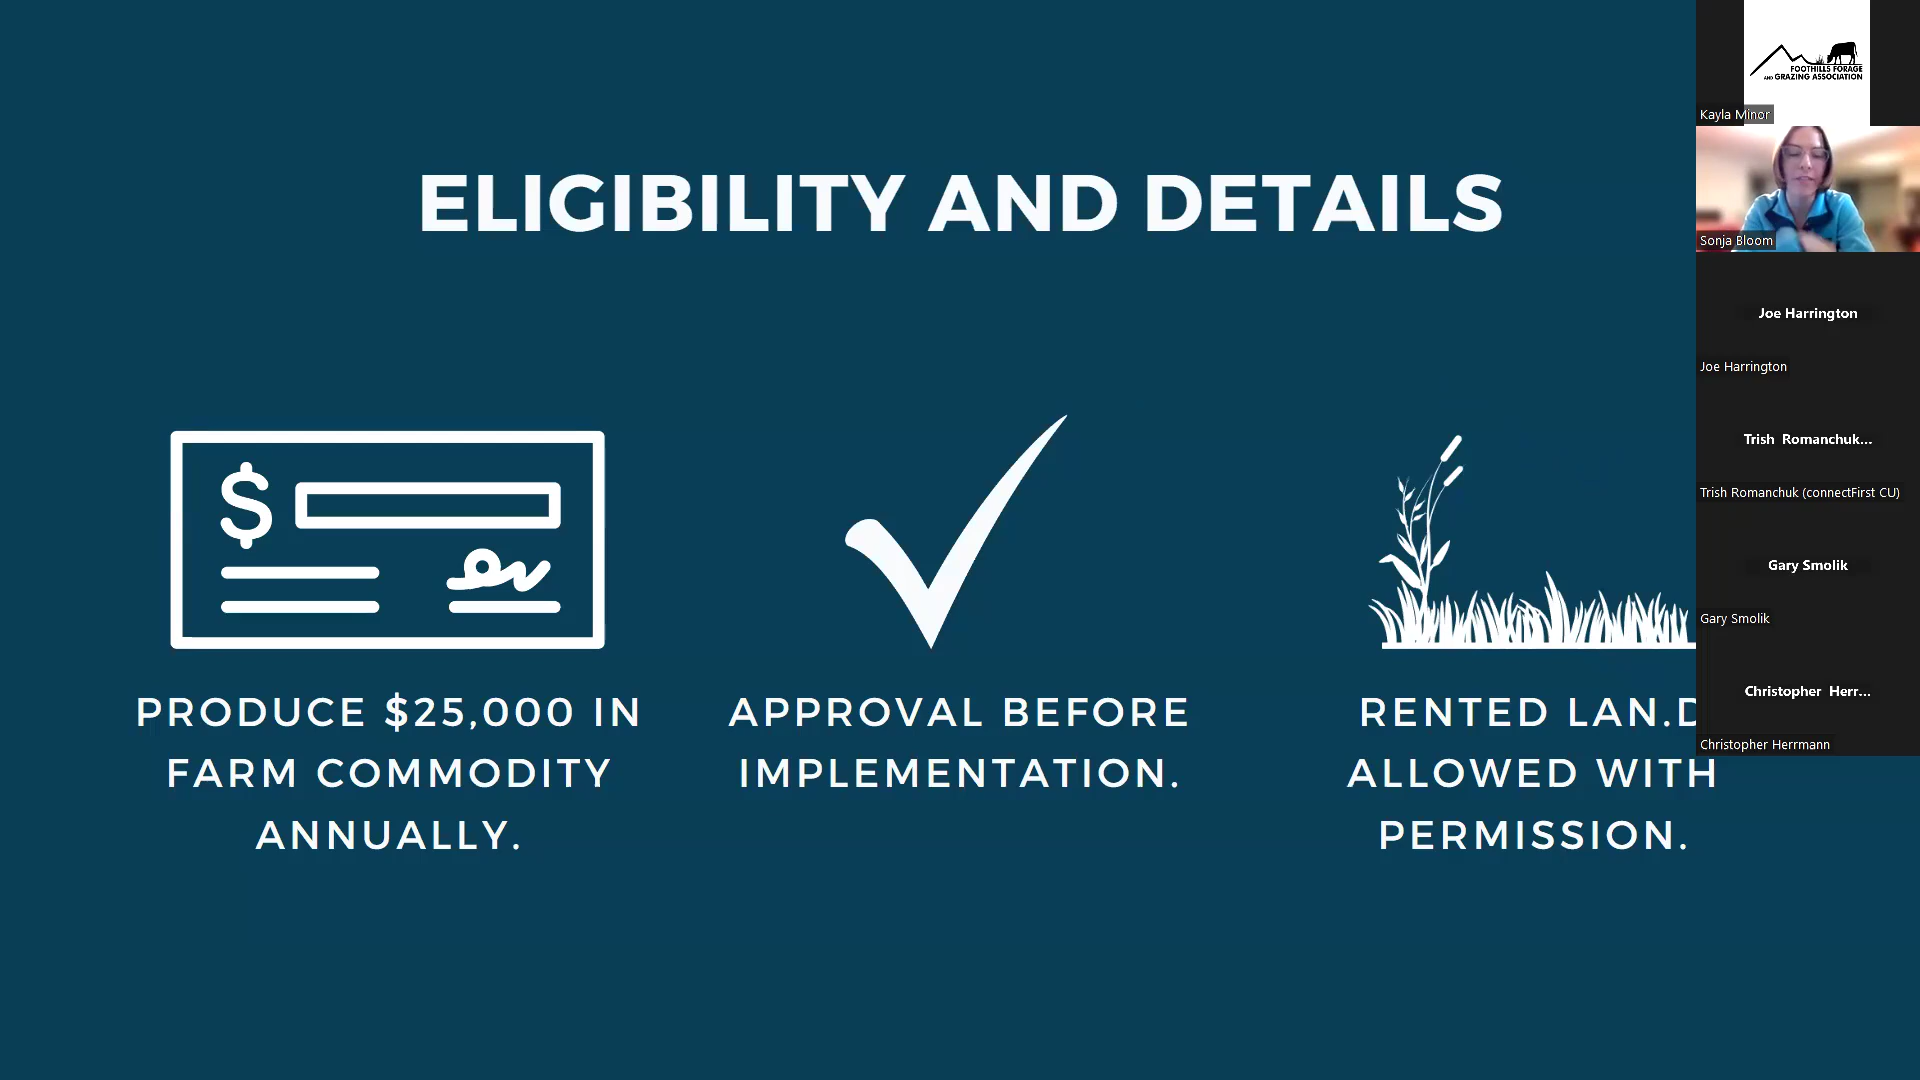 ELIGIBILITY AND DETAILS
$
PRODUCE $25,000 IN
FARM COMMODITY
ANNUALLY.
APPROVAL BEFORE
IMPLEMENTATION.
RENTED LAN.D
ALLOWED WITH
PERMISSION.
FOOTHILLS FORAGE
AND GRAZING ASSOCIATION
Kayla Minor
Sonja Bloom
Joe Harrington
Joe Harrington
Trish Romanchuk...
Trish Romanchuk (connectFirst CU)
Gary Smolik
Gary Smolik
Christopher Herr...
Christopher Herrmann